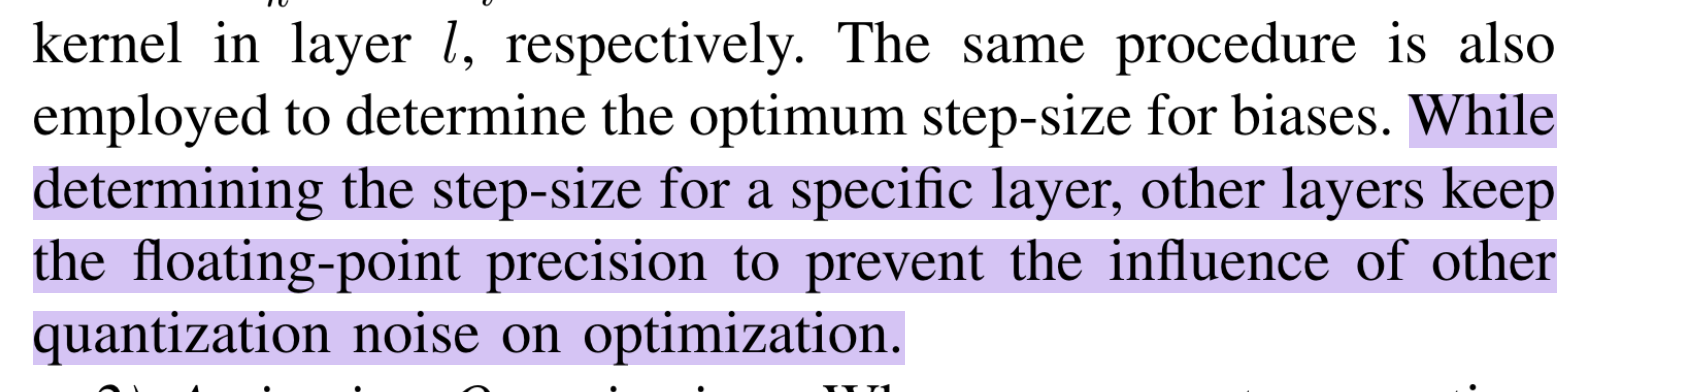 kernel in layer l, respectively. The same procedure is also
employed to determine the optimum step-size for biases. While
determining the step-size for a specific layer, other layers keep
the floating-point precision to prevent the influence of other
quantization noise on optimization.